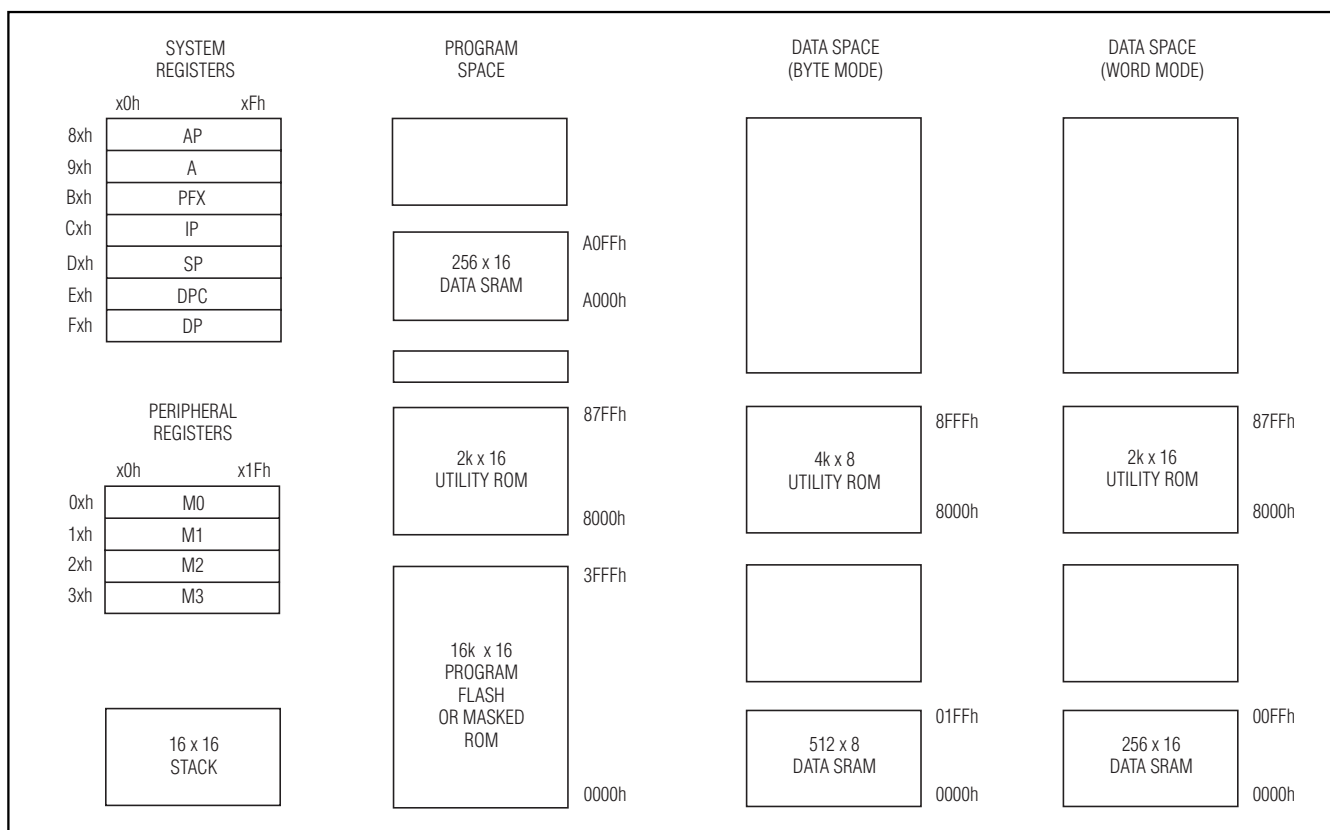 SYSTEM
REGISTERS
x0h xFh
8xh AP
9xh A
Bxh PFX
Cxh IP
Dxh SP
Exh DPC
Fxh DP
PERIPHERAL
REGISTERS
x0h x1Fh
0xh M0
1xh M1
2xh M2
3xh M3
16 x 16
STACK
PROGRAM
SPACE
A0FFh
256 x 16
DATA SRAM
A000h
87FFh
2k x 16
UTILITY ROM
8000h
3FFFh
16k x 16
PROGRAM
FLASH
OR MASKED
ROM
0000h
DATA SPACE
(BYTE MODE)
8FFFh
4k x 8
UTILITY ROM
8000h
01FFh
512 x 8
DATA SRAM
0000h
DATA SPACE
(WORD MODE)
87FFh
2k x 16
UTILITY ROM
8000h
00FFh
256 x 16
DATA SRAM
0000h